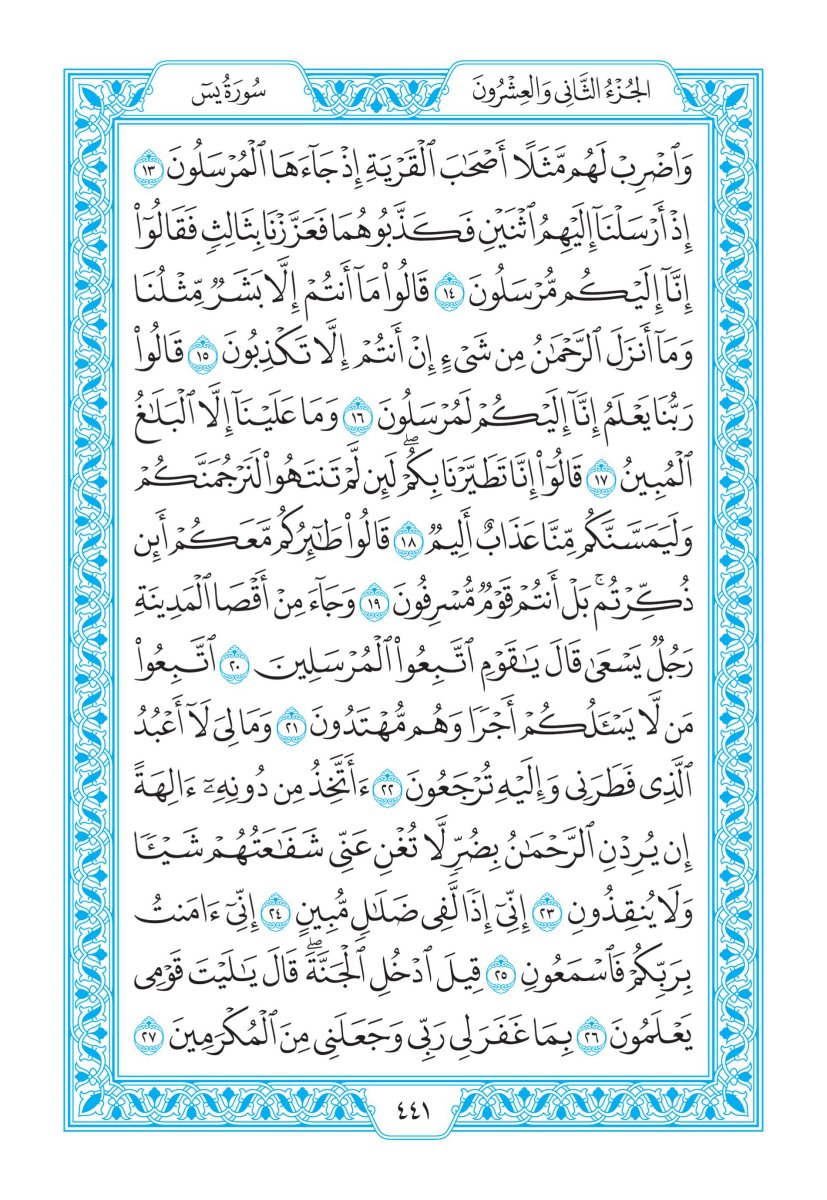 الجُزْءُ الثَّانِي وَالعِشْرُونَ
سُورَةُ يسٓ
وَٱضْرِبْ لَهُم مَّثَلًا أَصْحَٰبَ ٱلْقَرْيَةِ إِذْ جَآءَهَا ٱلْمُرْسَلُونَ ١٣
إِذْ أَرْسَلْنَآ إِلَيْهِمُ ٱثْنَيْنِ فَكَذَّبُوهُمَا فَعَزَّزْنَا بِثَالِثٍ فَقَالُوٓا۟
إِنَّآ إِلَيْكُم مُّرْسَلُونَ ١٤ قَالُوا۟ مَآ أَنتُمْ إِلَّا بَشَرٌ مِّثْلُنَا
وَمَآ أَنزَلَ ٱلرَّحْمَٰنُ مِن شَىْءٍ إِنْ أَنتُمْ إِلَّا تَكْذِبُونَ ١٥ قَالُوا۟
رَبُّنَا يَعْلَمُ إِنَّآ إِلَيْكُمْ لَمُرْسَلُونَ ١٦ وَمَا عَلَيْنَآ إِلَّا ٱلْبَلَٰغُ
ٱلْمُبِينُ ١٧ قَالُوٓا۟ إِنَّا تَطَيَّرْنَا بِكُمْ ۖ لَئِن لَّمْ تَنتَهُوا۟ لَنَرْجُمَنَّكُمْ
وَلَيَمَسَّنَّكُم مِّنَّا عَذَابٌ أَلِيمٌ ١٨ قَالُوا۟ طَٰٓئِرُكُم مَّعَكُمْ ۚ أَئِن
ذُكِّرْتُم ۚ بَلْ أَنتُمْ قَوْمٌ مُّسْرِفُونَ ١٩ وَجَآءَ مِنْ أَقْصَا ٱلْمَدِينَةِ
رَجُلٌ يَسْعَىٰ قَالَ يَٰقَوْمِ ٱتَّبِعُوا۟ ٱلْمُرْسَلِينَ ٢٠ ٱتَّبِعُوا۟
مَن لَّا يَسْـَٔلُكُمْ أَجْرًا وَهُم مُّهْتَدُونَ ٢١ وَمَا لِىَ لَآ أَعْبُدُ
ٱلَّذِى فَطَرَنِى وَإِلَيْهِ تُرْجَعُونَ ٢٢ ءَأَتَّخِذُ مِن دُونِهِۦٓ ءَالِهَةً
إِن يُرِدْنِ ٱلرَّحْمَٰنُ بِضُرٍّ لَّا تُغْنِ عَنِّى شَفَٰعَتُهُمْ شَيْـًٔا
وَلَا يُنقِذُونِ ٢٣ إِنِّىٓ إِذًا لَّفِى ضَلَٰلٍ مُّبِينٍ ٢٤ إِنِّىٓ ءَامَنتُ
بِرَبِّكُمْ فَٱسْمَعُونِ ٢٥ قِيلَ ٱدْخُلِ ٱلْجَنَّةَ ۖ قَالَ يَٰلَيْتَ قَوْمِى
يَعْلَمُونَ ٢٦ بِمَا غَفَرَ لِى رَبِّى وَجَعَلَنِى مِنَ ٱلْمُكْرَمِينَ ٢٧
٤٤١